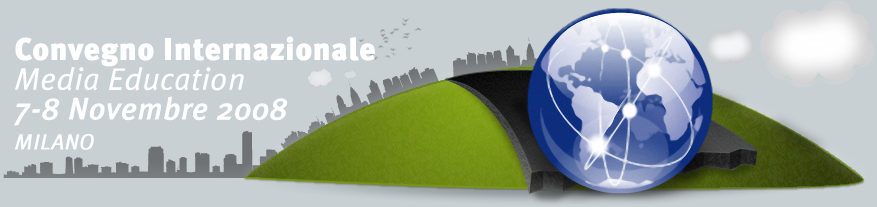 Convegno Internazionale
Media Education
7-8 Novembre 2008
MILANO